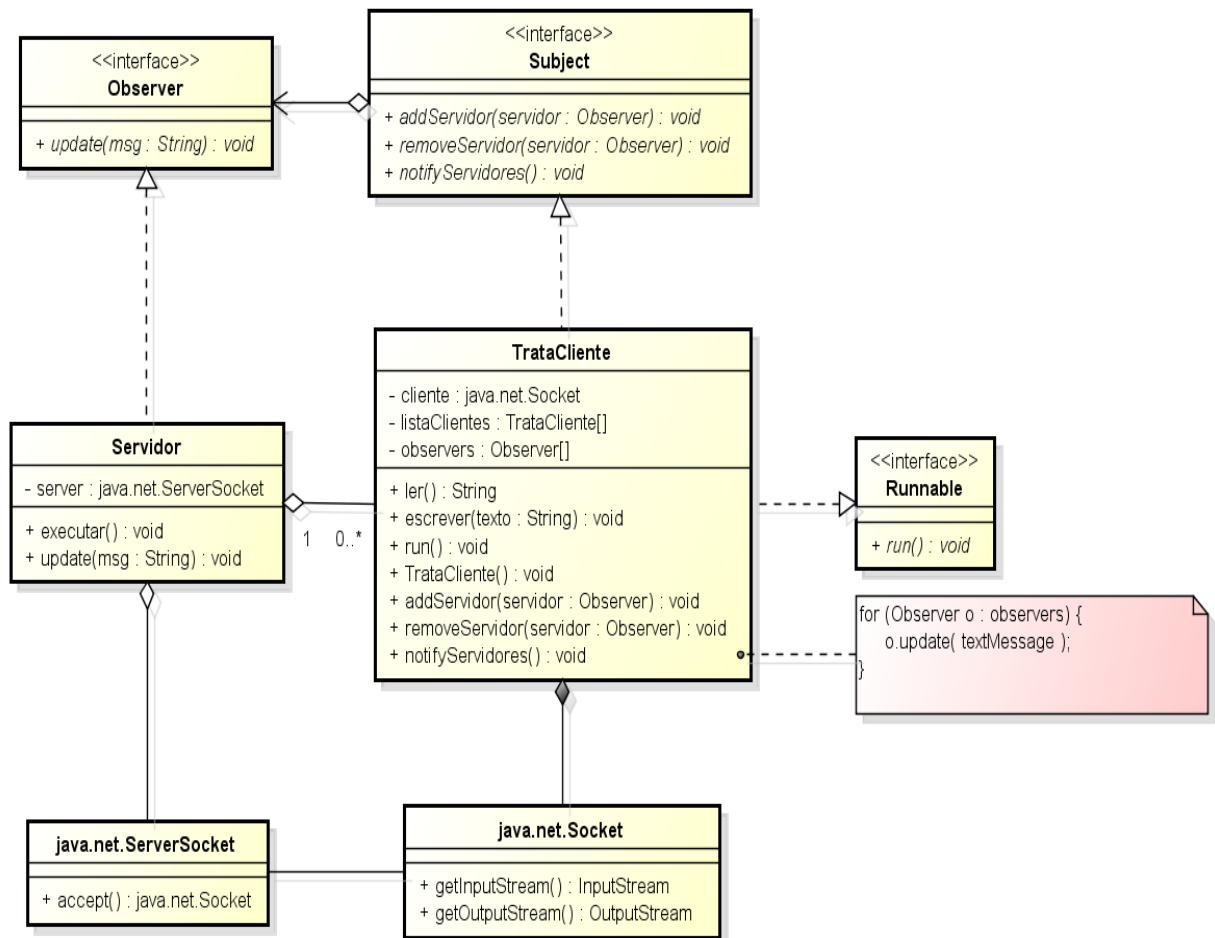 <<interface>>
Observer
+ update(msg : String) : void
<<interface>>
Subject
+ addServidor(servidor : Observer) : void
+ removeServidor(servidor : Observer) : void
+ notifyServidores() : void
Servidor
- server : java.net.ServerSocket
+ executar() : void
+ update(msg : String) : void
1
0..*
TrataCliente
- cliente : java.net.Socket
- listaClientes : TrataCliente[]
- observers : Observer[]
+ ler() : String
+ escrever(texto : String) : void
+ run() : void
+ TrataCliente() : void
+ addServidor(servidor : Observer) : void
+ removeServidor(servidor : Observer) : void
+ notifyServidores() : void
<<interface>>
Runnable
+ run() : void
for (Observer o : observers) {
o.update( textMessage );
}
java.net.ServerSocket
+ accept() : java.net.Socket
java.net.Socket
+ getInputStream() : InputStream
+ getOutputStream() : OutputStream